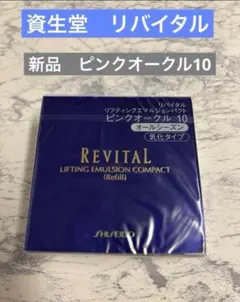 資生堂　リバイタル
新品　ピンクオークル10
リバイタル
リフティングエマルジョンパクト
ピンクオークル 10
オールシーズン
乳化タイプ
REVITAL
LIFTING EMULSION COMPACT
(Refill)
SHISEIDO